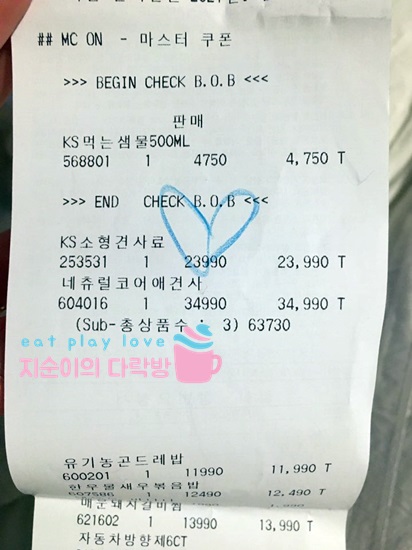 ## MC ON - 마스터 쿠폰
>>> BEGIN CHECK B.O.B <<<
판매
KS먹는샘물500ML
568801 1 4750 4,750 T
>>> END CHECK B.O.B <<<
KS소형견사료
253531 1 23990 23,990 T
네츄럴코어애견사
604016 1 34990 34,990 T
(Sub-총상품수 : 3) 63730
eat play love
지순이의 다락방
유기농곤드레밥
600201 1 11990 11,990 T
한우물새우볶음밥
607586 1 12490 12,490 T
매운돼지갈비찜
621602 1 13990 13,990 T
자동차방향제6CT